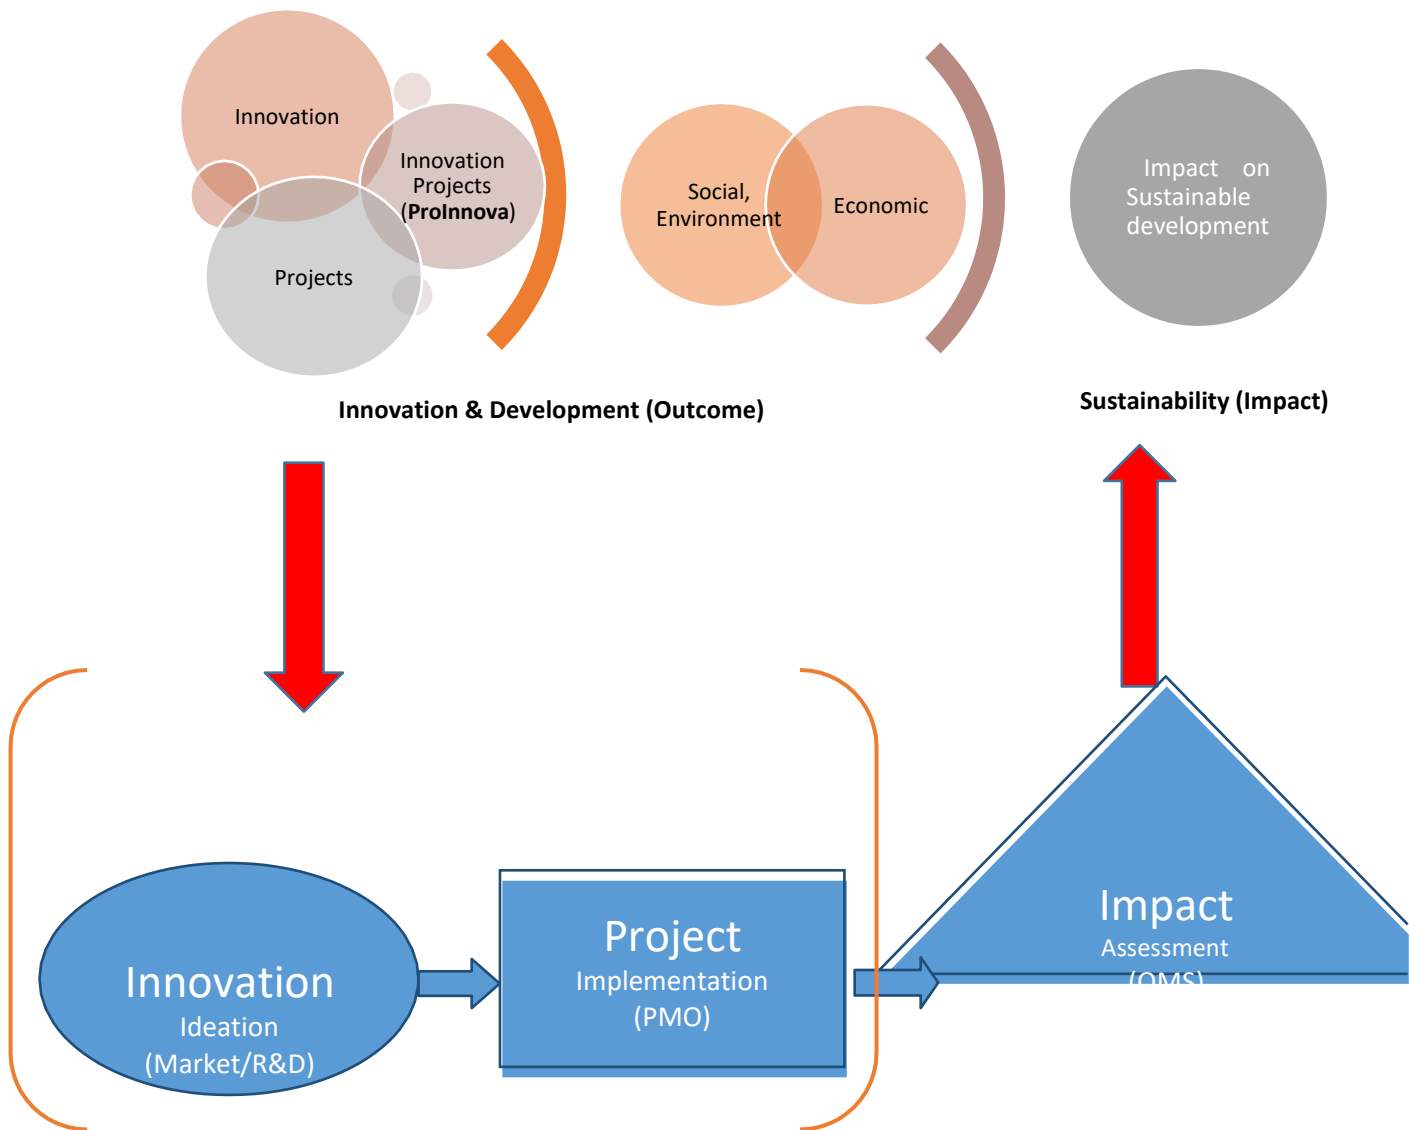 Innovation
Innovation
Projects
(ProInnova)
Projects
Social,
Environment
Economic
Impact on
Sustainable
development
Innovation & Development (Outcome)
Sustainability (Impact)
Innovation
Ideation
(Market/R&D)
Project
Implementation
(PMO)
Impact
Assessment